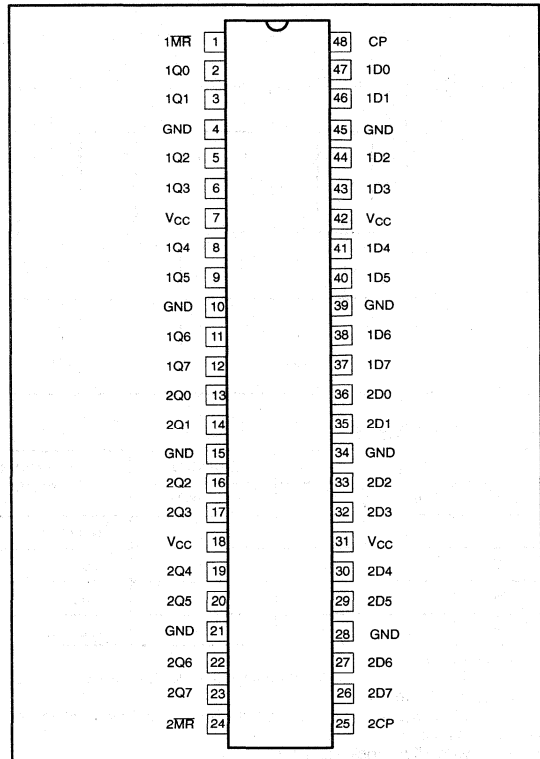 1M̅R̅ 1 48 CP
1Q0 2 47 1D0
1Q1 3 46 1D1
GND 4 45 GND
1Q2 5 44 1D2
1Q3 6 43 1D3
VCC 7 42 VCC
1Q4 8 41 1D4
1Q5 9 40 1D5
GND 10 39 GND
1Q6 11 38 1D6
1Q7 12 37 1D7
2Q0 13 36 2D0
2Q1 14 35 2D1
GND 15 34 GND
2Q2 16 33 2D2
2Q3 17 32 2D3
VCC 18 31 VCC
2Q4 19 30 2D4
2Q5 20 29 2D5
GND 21 28 GND
2Q6 22 27 2D6
2Q7 23 26 2D7
2M̅R̅ 24 25 2CP